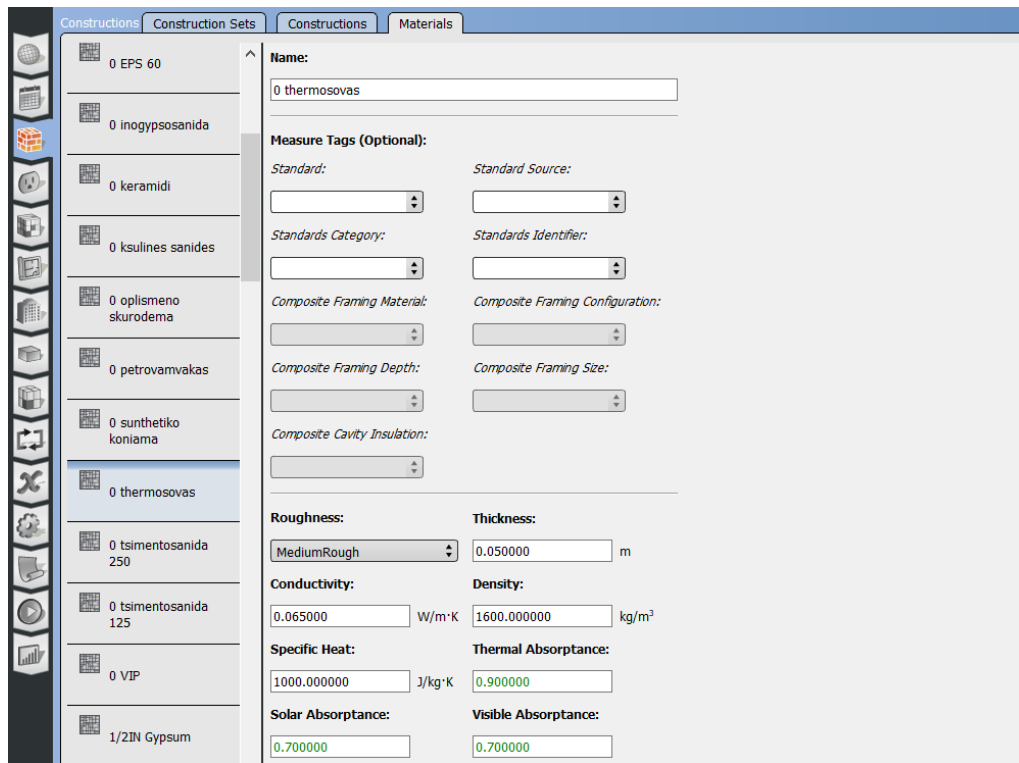 Constructions
Construction Sets
Constructions
Materials
0 EPS 60
0 inogypsosanida
0 keramidi
0 ksulines sanides
0 oplismeno
skurodema
0 petrovamvakas
0 sunthetiko
koniama
0 thermosovas
0 tsimentosanida
250
0 tsimentosanida
125
0 VIP
1/2IN Gypsum
Name:
0 thermosovas
Measure Tags (Optional):
Standard: Standard Source:
Standards Category: Standards Identifier:
Composite Framing Material: Composite Framing Configuration:
Composite Framing Depth: Composite Framing Size:
Composite Cavity Insulation:
Roughness: Thickness:
MediumRough 0.050000 m
Conductivity: Density:
0.065000 W/m·K 1600.000000 kg/m³
Specific Heat: Thermal Absorptance:
1000.000000 J/kg·K 0.900000
Solar Absorptance: Visible Absorptance:
0.700000 0.700000